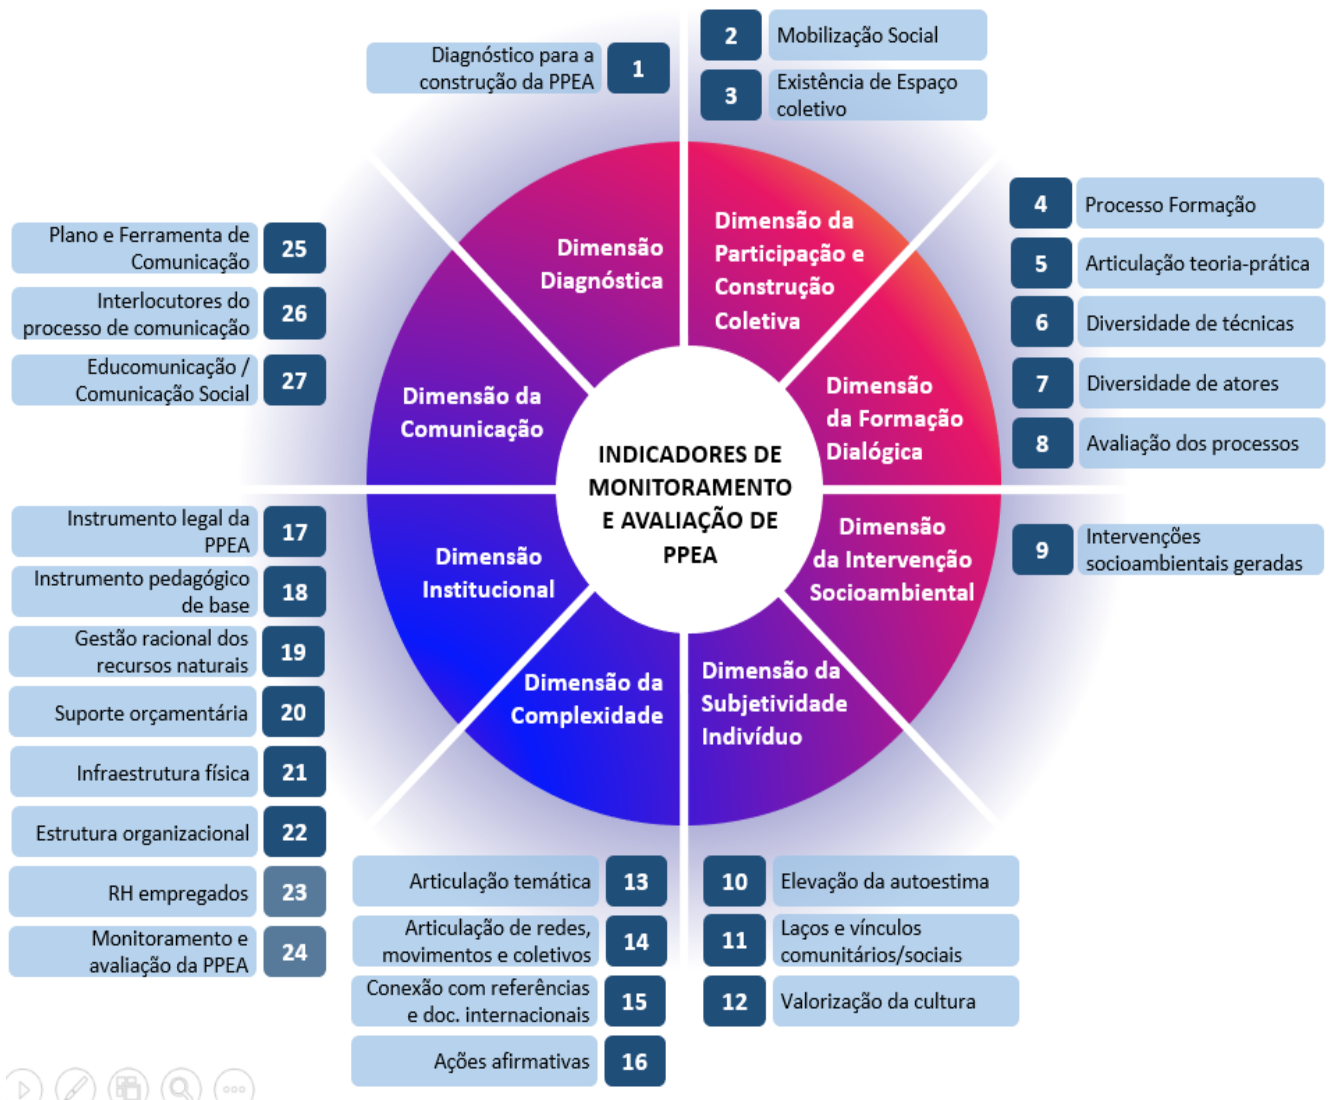 1
Diagnóstico para a
construção da PPEA
2
Mobilização Social
3
Existência de Espaço
coletivo
4
Processo Formação
5
Articulação teoria-prática
6
Diversidade de técnicas
7
Diversidade de atores
8
Avaliação dos processos
9
Intervenções
socioambientais geradas
10
Elevação da autoestima
11
Laços e vínculos
comunitários/sociais
12
Valorização da cultura
13
Articulação temática
14
Articulação de redes,
movimentos e coletivos
15
Conexão com referências
e doc. internacionais
16
Ações afirmativas
17
Instrumento legal da
PPEA
18
Instrumento pedagógico
de base
19
Gestão racional dos
recursos naturais
20
Suporte orçamentária
21
Infraestrutura física
22
Estrutura organizacional
23
RH empregados
24
Monitoramento e
avaliação da PPEA
25
Plano e Ferramenta de
Comunicação
26
Interlocutores do
processo de comunicação
27
Educomunicação /
Comunicação Social
Dimensão
Diagnóstica
Dimensão da
Participação e
Construção
Coletiva
Dimensão
da Formação
Dialógica
Dimensão
da Intervenção
Socioambiental
Dimensão da
Subjetividade
Indivíduo
Dimensão da
Complexidade
Dimensão
Institucional
Dimensão da
Comunicação
INDICADORES DE
MONITORAMENTO
E AVALIAÇÃO DE
PPEA